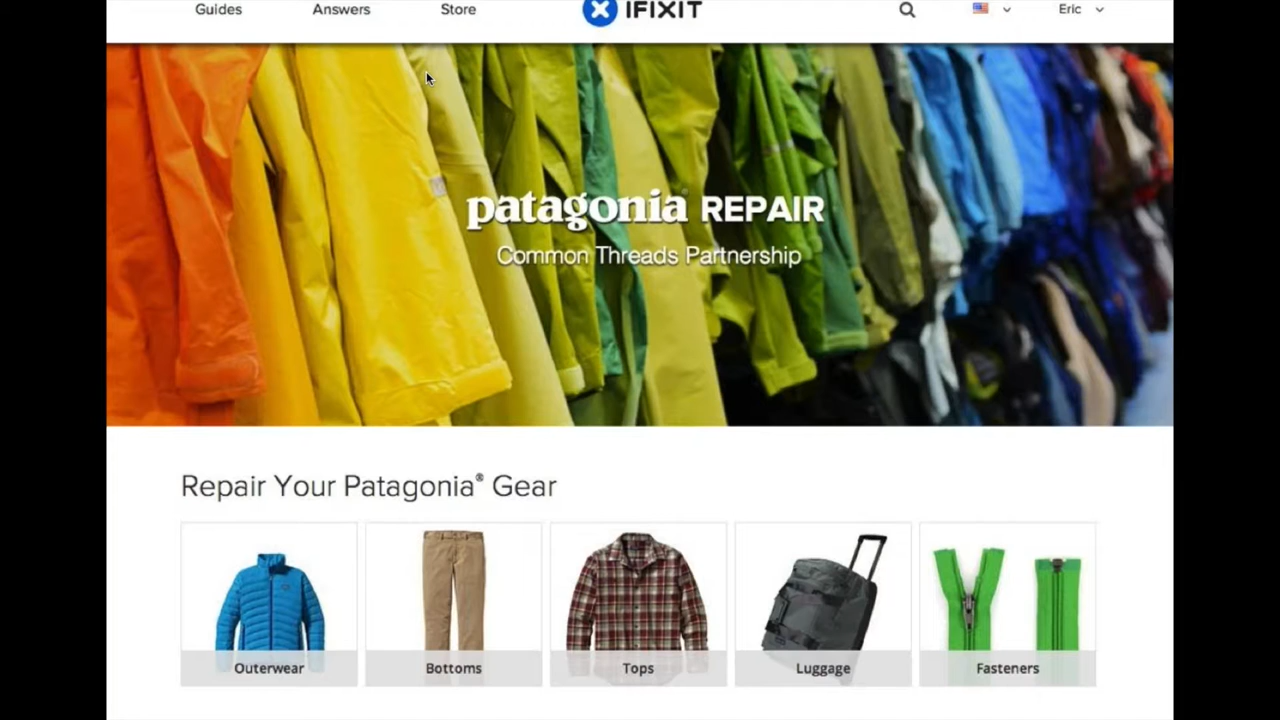 Guides Answers Store IFIXIT Eric
patagonia® REPAIR
Common Threads Partnership
Repair Your Patagonia® Gear
Outerwear Bottoms Tops Luggage Fasteners